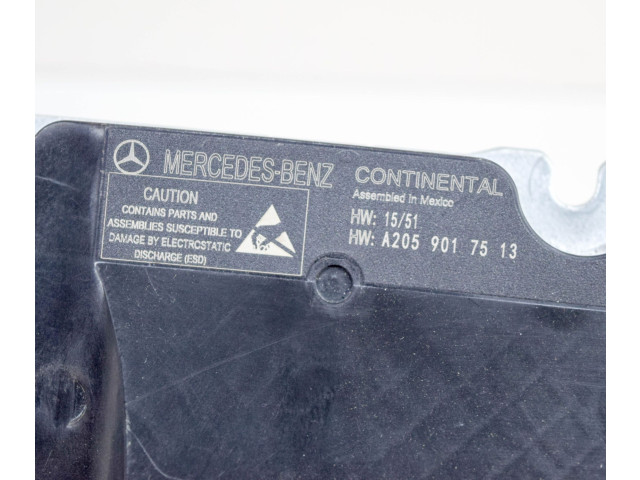 MERCEDES-BENZ
CAUTION
CONTAINS PARTS AND
ASSEMBLIES SUSCEPTIBLE TO
DAMAGE BY ELECTROSTATIC
DISCHARGE (ESD)
CONTINENTAL
Assembled in Mexico
HW: 15/51
HW: A205 901 75 13